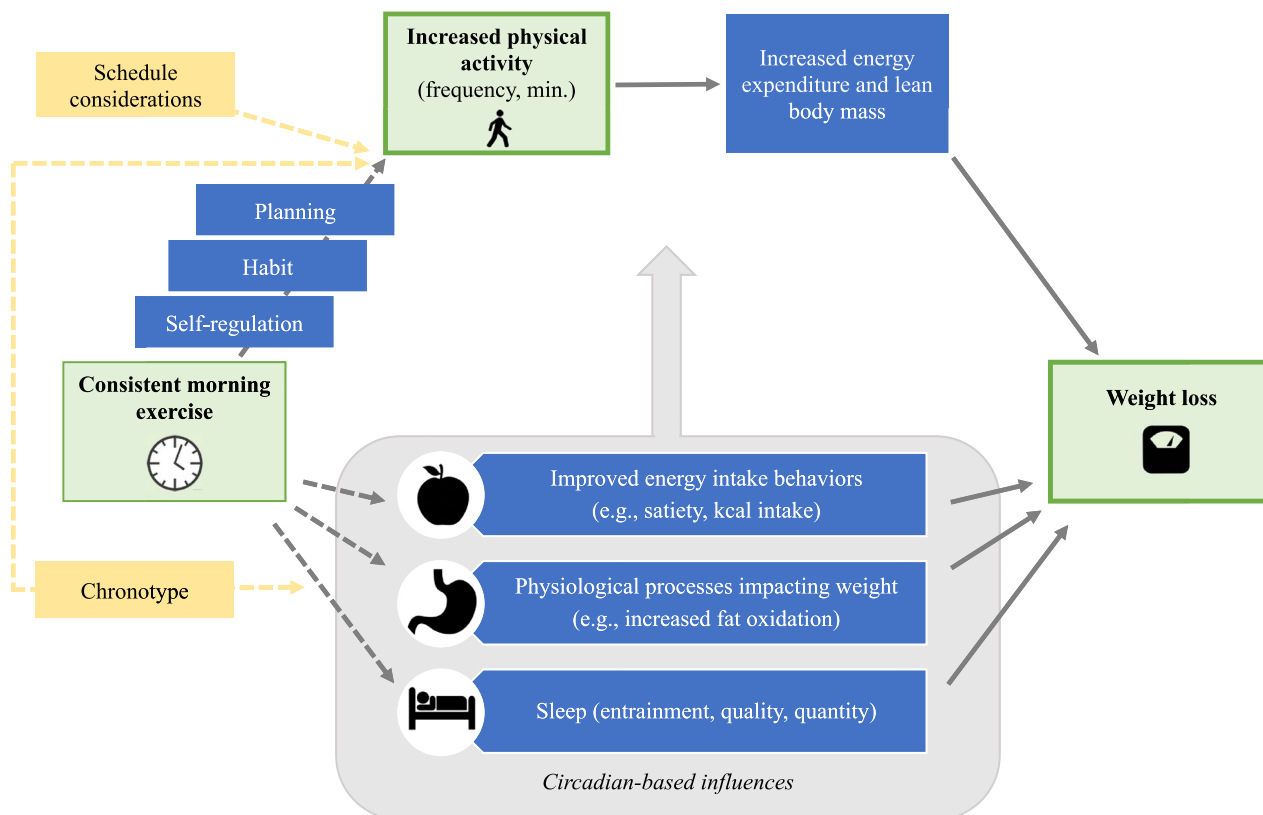 Schedule
considerations
Increased physical
activity
(frequency, min.)
Increased energy
expenditure and lean
body mass
Planning
Habit
Self-regulation
Consistent morning
exercise
Weight loss
Chronotype
Improved energy intake behaviors
(e.g., satiety, kcal intake)
Physiological processes impacting weight
(e.g., increased fat oxidation)
Sleep (entrainment, quality, quantity)
Circadian-based influences